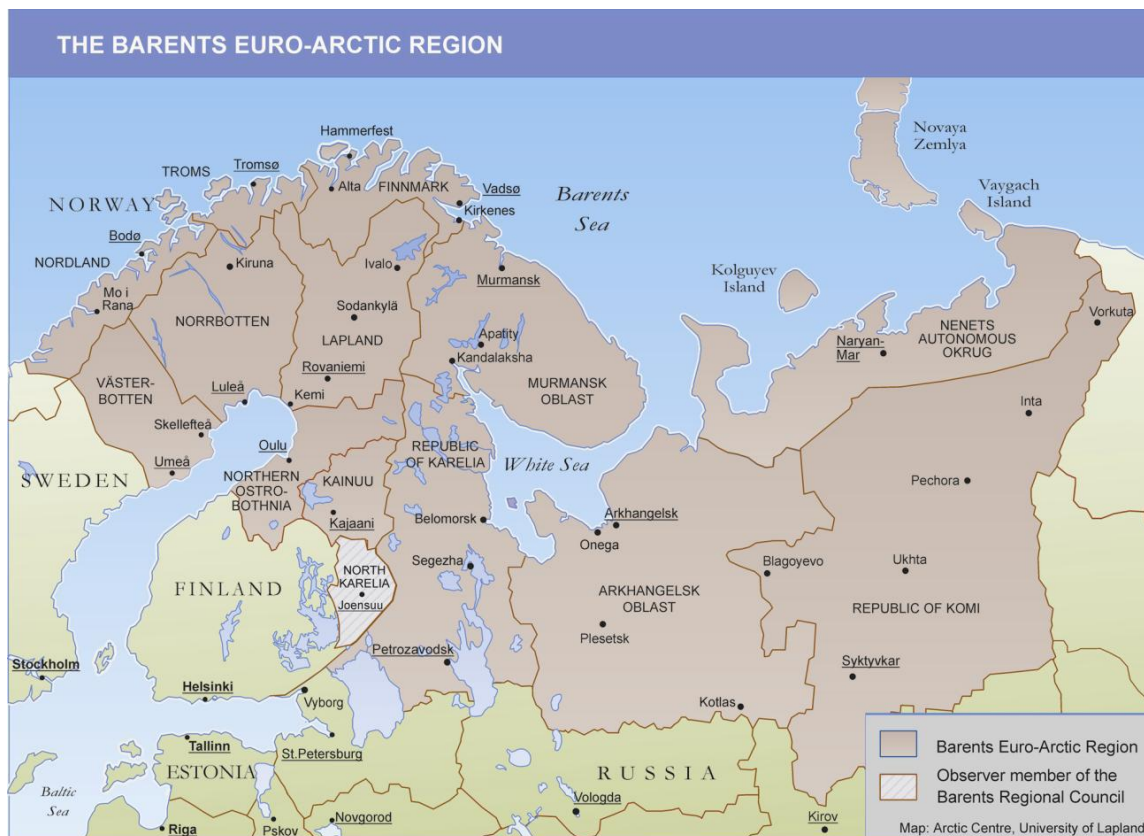 THE BARENTS EURO-ARCTIC REGION
Hammerfest
Novaya
Zemlya
TROMS
Tromsø
Alta
FINNMARK
Vadsø
Kirkenes
Barents
Sea
Vaygach
Island
NORWAY
Bodø
NORDLAND
Kiruna
Ivalo
Murmansk
Kolguyev
Island
Mo i
Rana
NORRBOTTEN
Sodankylä
LAPLAND
Apatity
Kandalaksha
Naryan-
Mar
NENETS
AUTONOMOUS
OKRUG
Vorkuta
VÄSTER-
BOTTEN
Luleå
Rovaniemi
Kemi
MURMANSK
OBLAST
Inta
Skellefteå
Umeå
Oulu
REPUBLIC
OF KARELIA
White Sea
SWEDEN
NORTHERN
OSTRO-
BOTHNIA
KAINUU
Kajaani
Belomorsk
Arkhangelsk
Onega
Pechora
Segezha
Blagoyevo
Ukhta
FINLAND
NORTH
KARELIA
Joensuu
ARKHANGELSK
OBLAST
REPUBLIC OF KOMI
Plesetsk
Petrozavodsk
Syktyvkar
Stockholm
Helsinki
Vyborg
Kotlas
Tallinn
St.Petersburg
ESTONIA
RUSSIA
Baltic
Sea
Riga
Pskov
Novgorod
Vologda
Kirov
Barents Euro-Arctic Region
Observer member of the
Barents Regional Council
Map: Arctic Centre, University of Lapland